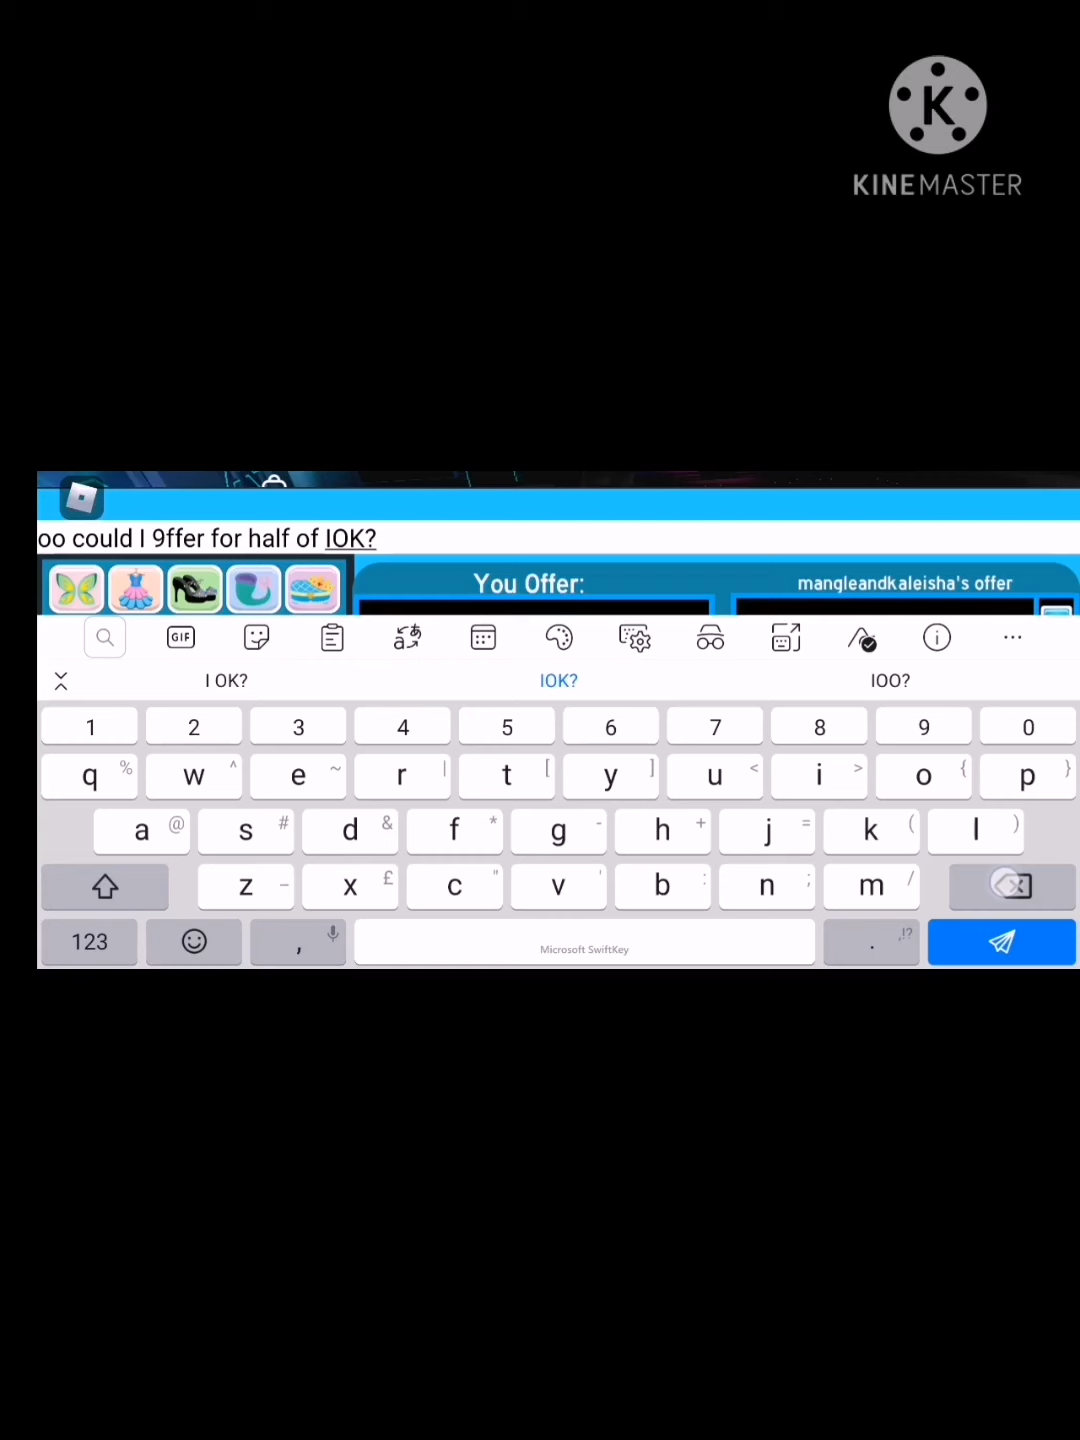 K
KINEMASTER
oo could I 9ffer for half of IOK?
You Offer:
mangleandkaleisha's offer
GIF
I OK?
IOK?
IOO?
1 2 3 4 5 6 7 8 9 0
q % w ^ e ~ r | t [ y ] u < i > o { p }
a @ s # d & f * g - h + j = k ( l )
z _ x £ c " v ' b : n ; m /
123 , Microsoft SwiftKey . ,!?